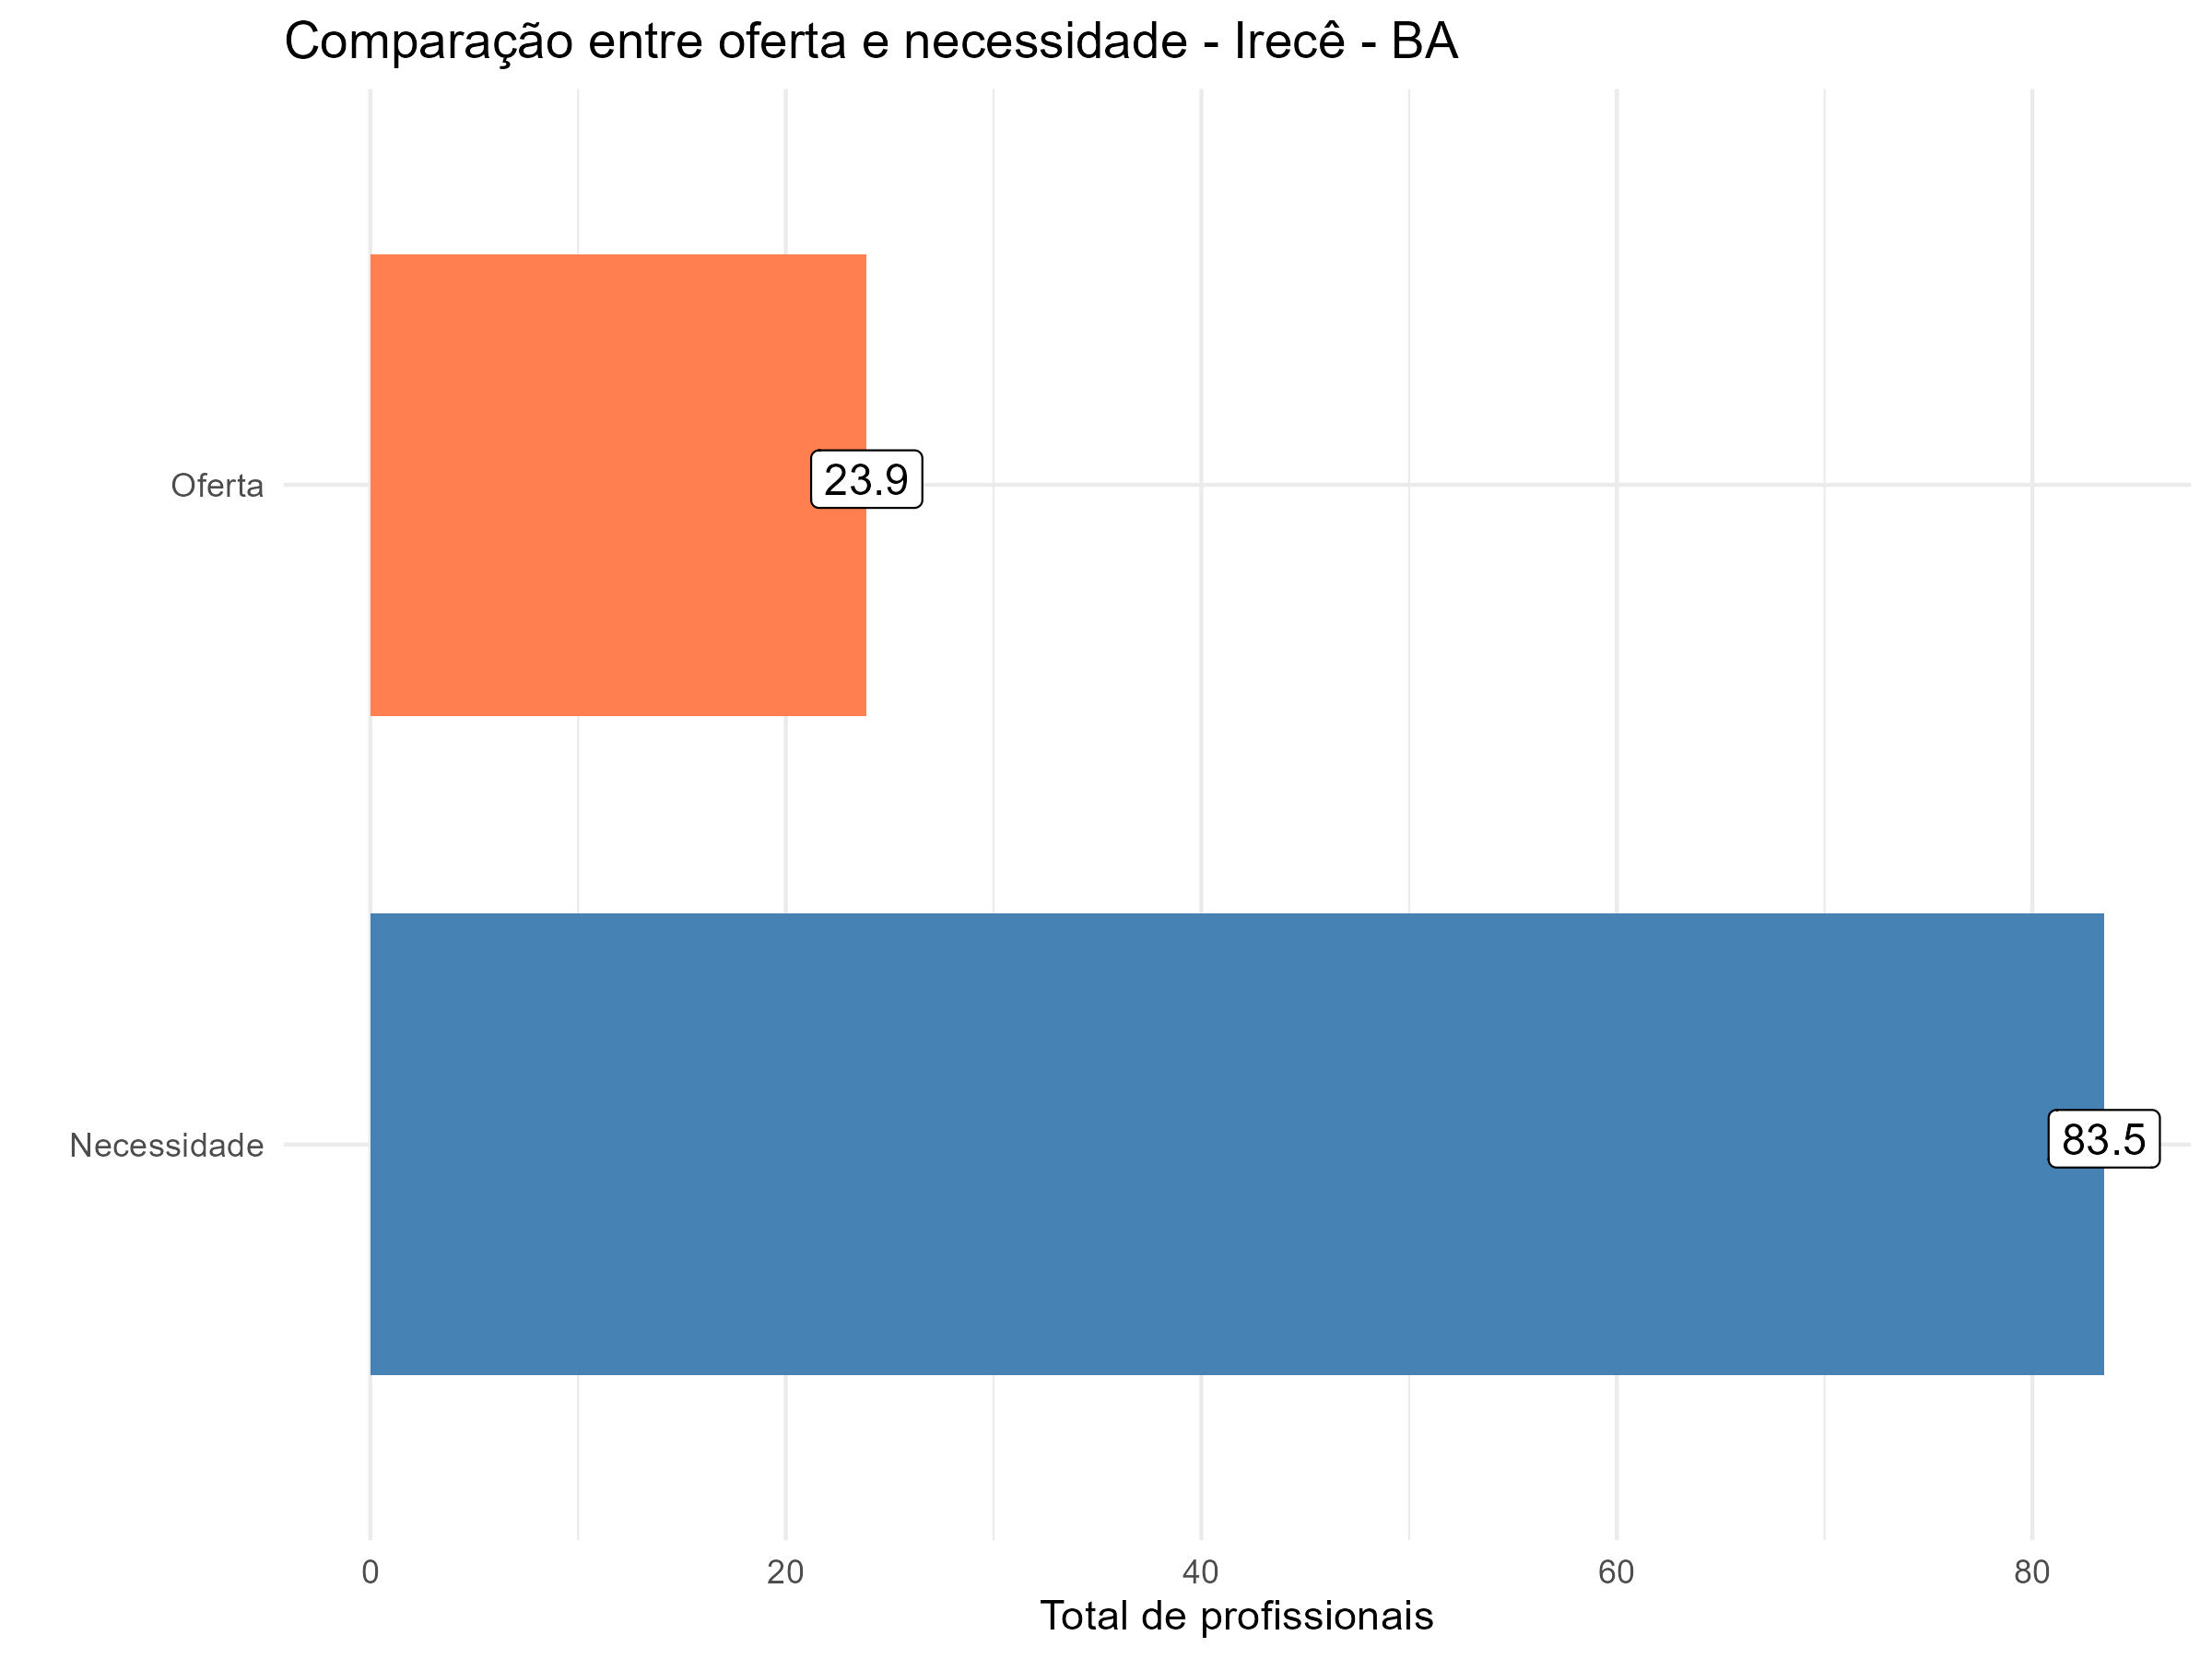 Comparação entre oferta e necessidade - Irecê - BA
Oferta
23.9
Necessidade
83.5
0 20 40 60 80
Total de profissionais